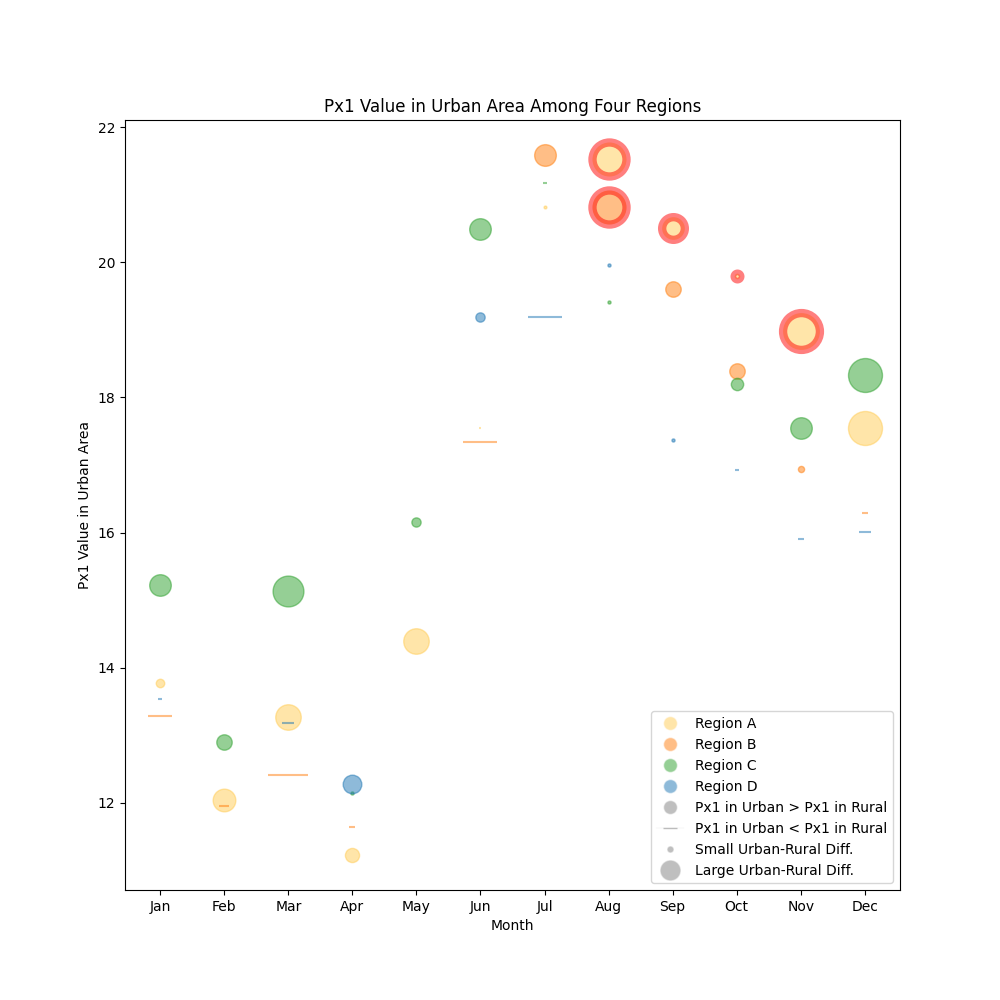 Px1 Value in Urban Area Among Four Regions
22
20
18
16
14
12
Px1 Value in Urban Area
Region A
Region B
Region C
Region D
Px1 in Urban > Px1 in Rural
Px1 in Urban < Px1 in Rural
Small Urban-Rural Diff.
Large Urban-Rural Diff.
Jan Feb Mar Apr May Jun Jul Aug Sep Oct Nov Dec
Month